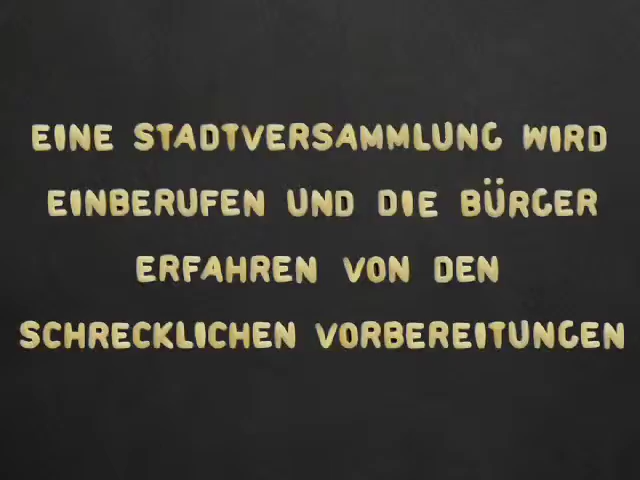 EINE STADTVERSAMMLUNG WIRD
EINBERUFEN UND DIE BÜRGER
ERFAHREN VON DEN
SCHRECKLICHEN VORBEREITUNGEN